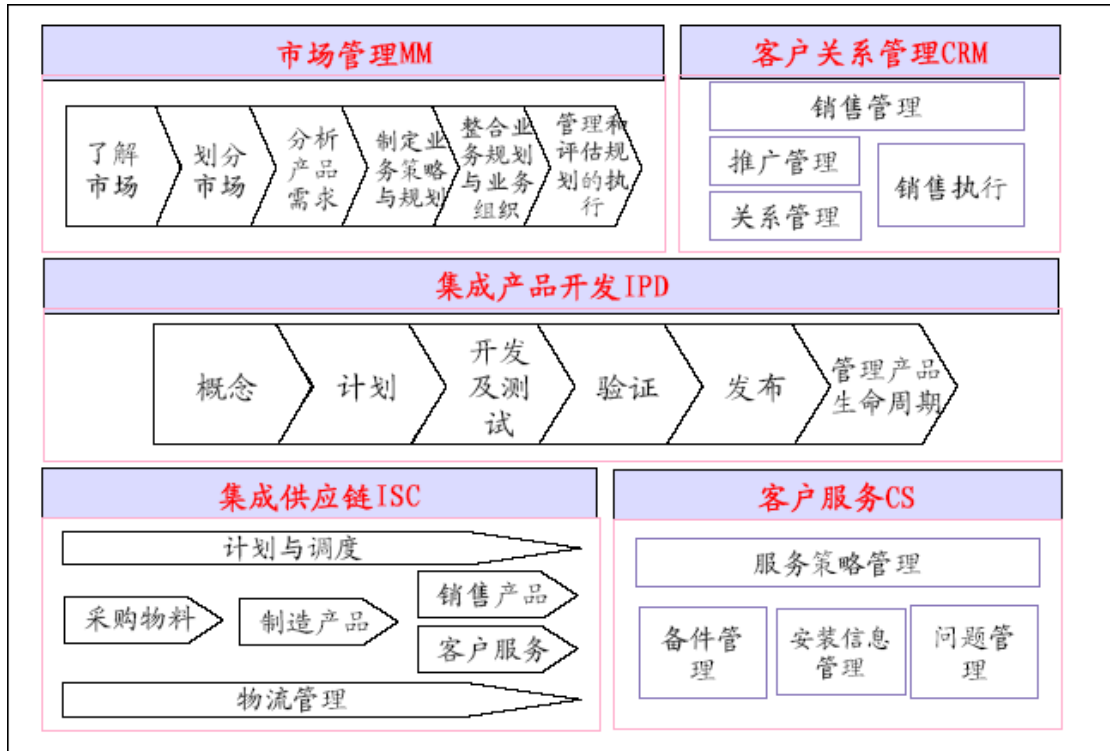 市场管理MM
了解
市场
划分
市场
分析
产品
需求
制定业
务策略
与规划
整合业
务规划
与业务
组织
管理和
评估规
划的执
行
客户关系管理CRM
销售管理
推广管理
关系管理
销售执行
集成产品开发IPD
概念
计划
开发
及测
试
验证
发布
管理产品
生命周期
集成供应链ISC
计划与调度
采购物料
制造产品
销售产品
客户服务
物流管理
客户服务CS
服务策略管理
备件管
理
安装信息
管理
问题管
理